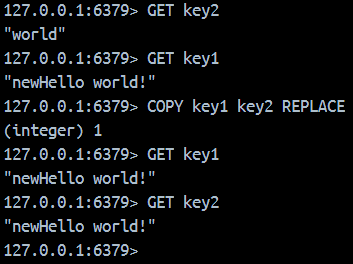 127.0.0.1:6379> GET key2
"world"
127.0.0.1:6379> GET key1
"newHello world!"
127.0.0.1:6379> COPY key1 key2 REPLACE
(integer) 1
127.0.0.1:6379> GET key1
"newHello world!"
127.0.0.1:6379> GET key2
"newHello world!"
127.0.0.1:6379>